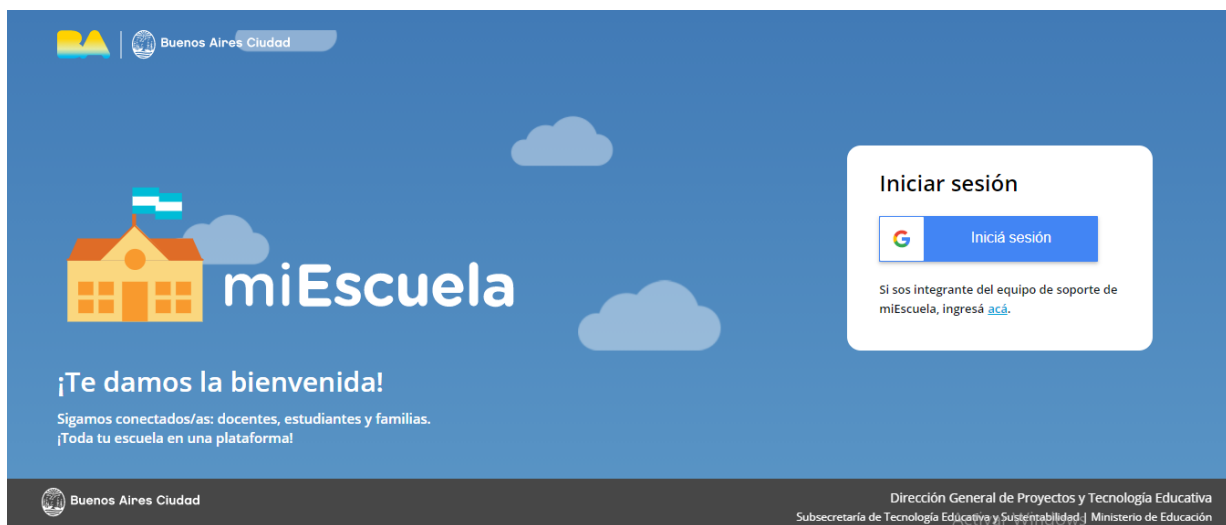 BA
Buenos Aires Ciudad
miEscuela
¡Te damos la bienvenida!
Sigamos conectados/as: docentes, estudiantes y familias.
¡Toda tu escuela en una plataforma!
Iniciar sesión
G Iniciá sesión
Si sos integrante del equipo de soporte de
miEscuela, ingresá acá.
Buenos Aires Ciudad
Dirección General de Proyectos y Tecnología Educativa
Subsecretaría de Tecnología Educativa y Sustentabilidad | Ministerio de Educación
Activar Windows